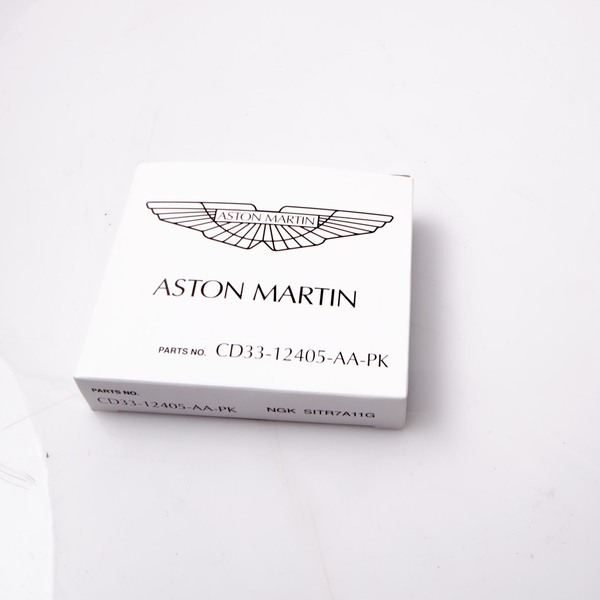 ASTON MARTIN
ASTON MARTIN
PARTS NO. CD33-12405-AA-PK
PARTS NO.
CD33-12405-AA-PK NGK SITR7A11G